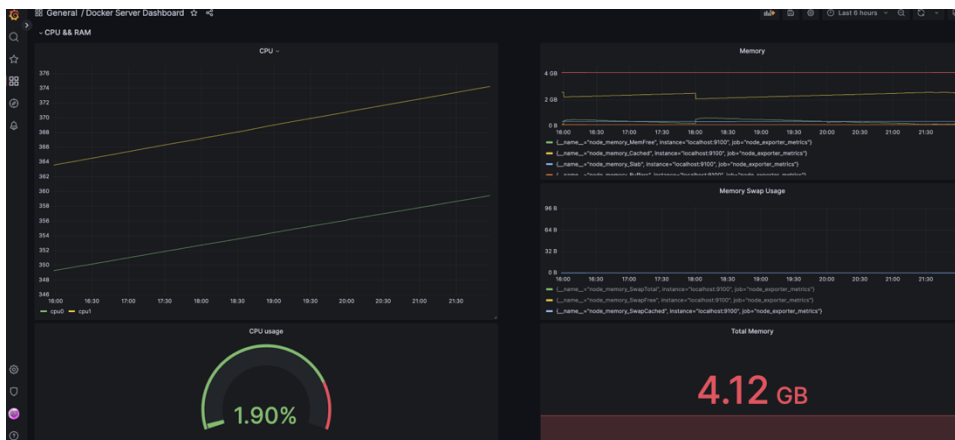 General / Docker Server Dashboard
Last 6 hours
CPU && RAM
CPU
376
374
372
370
368
366
364
362
360
358
356
354
352
350
348
346
16:00 16:30 17:00 17:30 18:00 18:30 19:00 19:30 20:00 20:30 21:00 21:30
cpu0 cpu1
Memory
4 GB
2 GB
0 B
16:00 16:30 17:00 17:30 18:00 18:30 19:00 19:30 20:00 20:30 21:00 21:30
{__name__="node_memory_MemFree", instance="localhost:9100", job="node_exporter_metrics"}
{__name__="node_memory_Cached", instance="localhost:9100", job="node_exporter_metrics"}
{__name__="node_memory_Slab", instance="localhost:9100", job="node_exporter_metrics"}
{__name__="node_memory_Buffers", instance="localhost:9100", job="node_exporter_metrics"}
Memory Swap Usage
96 B
64 B
32 B
0 B
16:00 16:30 17:00 17:30 18:00 18:30 19:00 19:30 20:00 20:30 21:00 21:30
{__name__="node_memory_SwapTotal", instance="localhost:9100", job="node_exporter_metrics"}
{__name__="node_memory_SwapFree", instance="localhost:9100", job="node_exporter_metrics"}
{__name__="node_memory_SwapCached", instance="localhost:9100", job="node_exporter_metrics"}
CPU usage
1.90%
Total Memory
4.12 GB